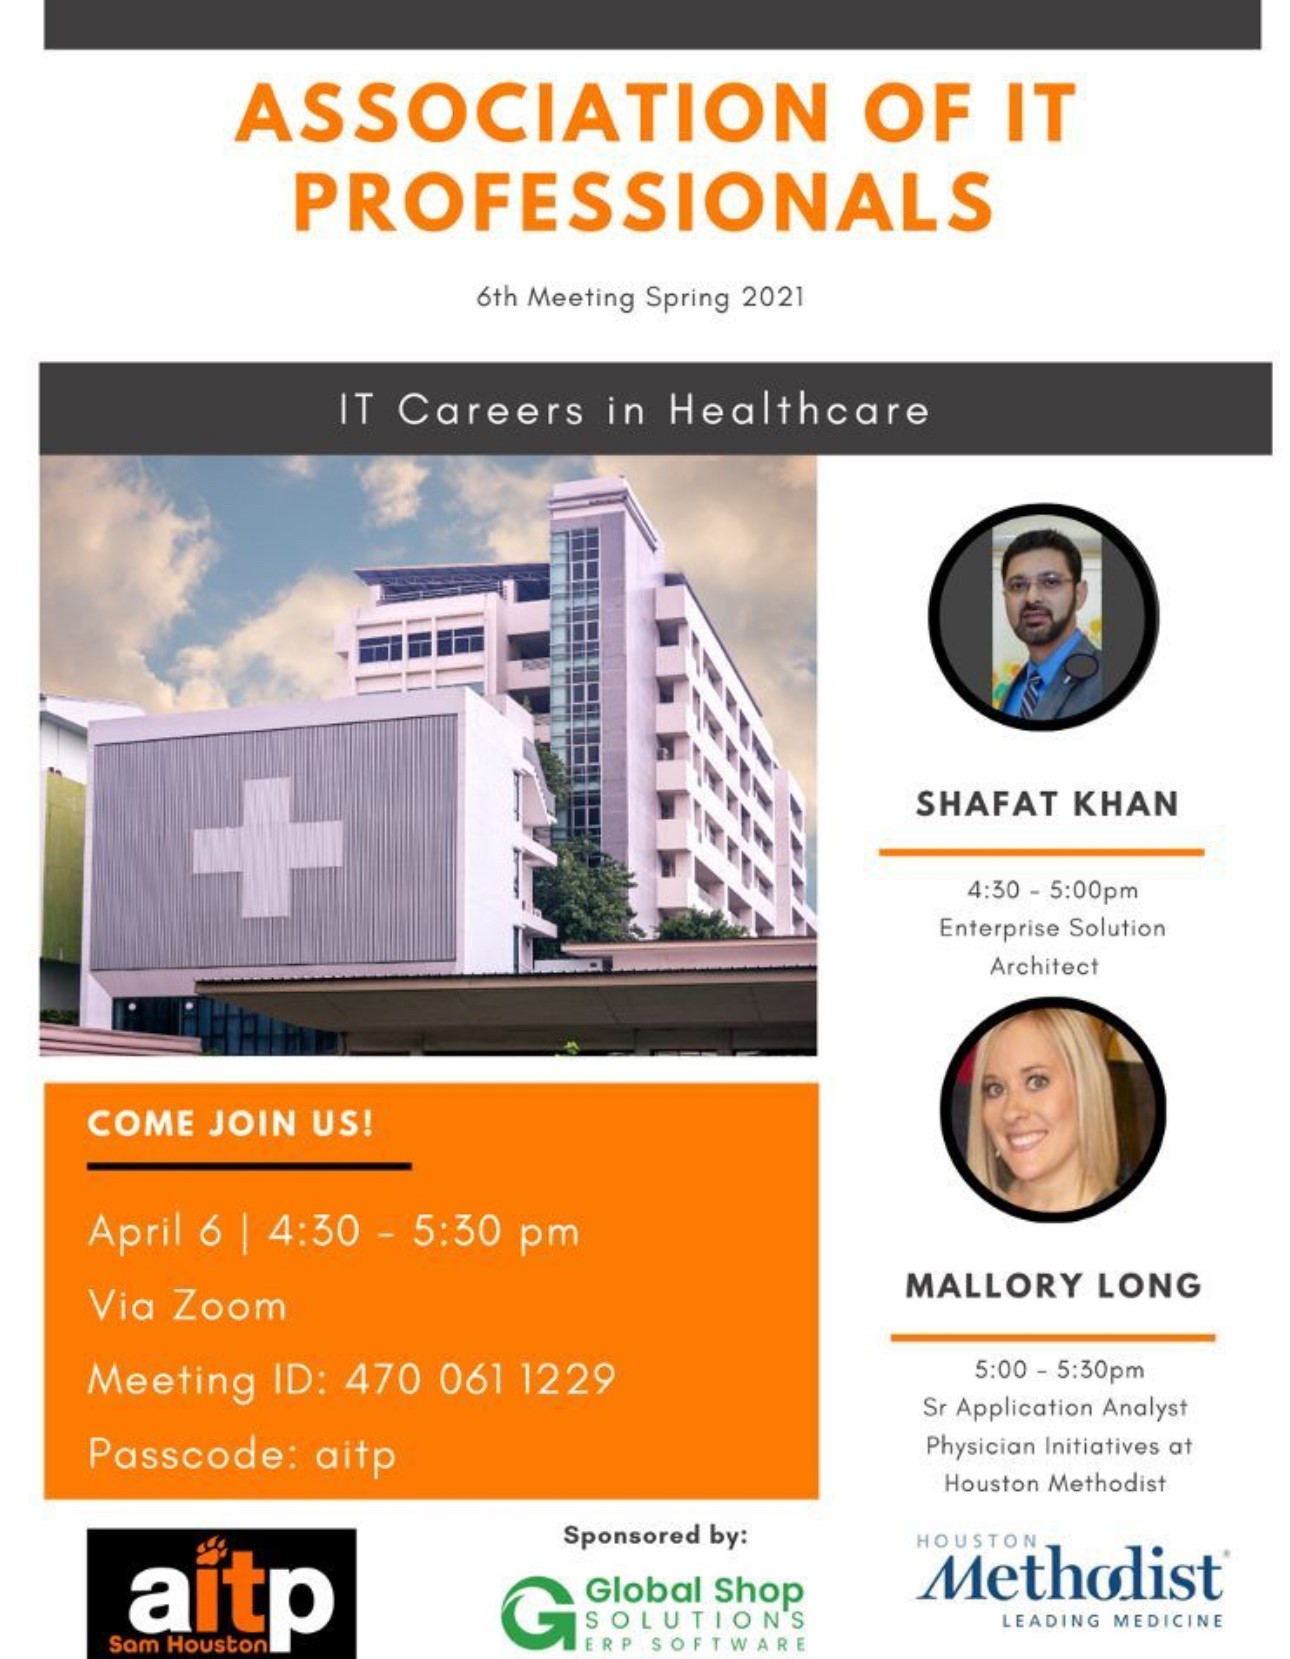 ASSOCIATION OF IT
PROFESSIONALS
6th Meeting Spring 2021
IT Careers in Healthcare
SHAFAT KHAN
4:30 - 5:00pm
Enterprise Solution
Architect
MALLORY LONG
5:00 - 5:30pm
Sr Application Analyst
Physician Initiatives at
Houston Methodist
COME JOIN US!
April 6 | 4:30 - 5:30 pm
Via Zoom
Meeting ID: 470 061 1229
Passcode: aitp
aitp
Sam Houston
Sponsored by:
Global Shop
SOLUTIONS
ERP SOFTWARE
HOUSTON
Methodist®
LEADING MEDICINE